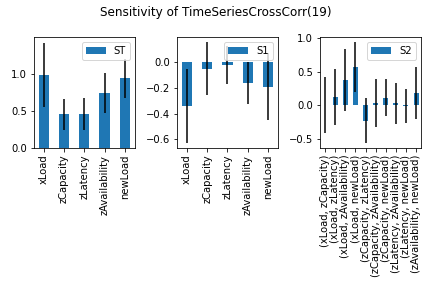 Sensitivity of TimeSeriesCrossCorr(19)
ST
1.0
0.5
0.0
xLoad
zCapacity
zLatency
zAvailability
newLoad
S1
0.0
−0.2
−0.4
−0.6
xLoad
zCapacity
zLatency
zAvailability
newLoad
S2
1.0
0.5
0.0
−0.5
(xLoad, zCapacity)
(xLoad, zLatency)
(xLoad, zAvailability)
(xLoad, newLoad)
(zCapacity, zLatency)
(zCapacity, zAvailability)
(zCapacity, newLoad)
(zLatency, zAvailability)
(zLatency, newLoad)
(zAvailability, newLoad)